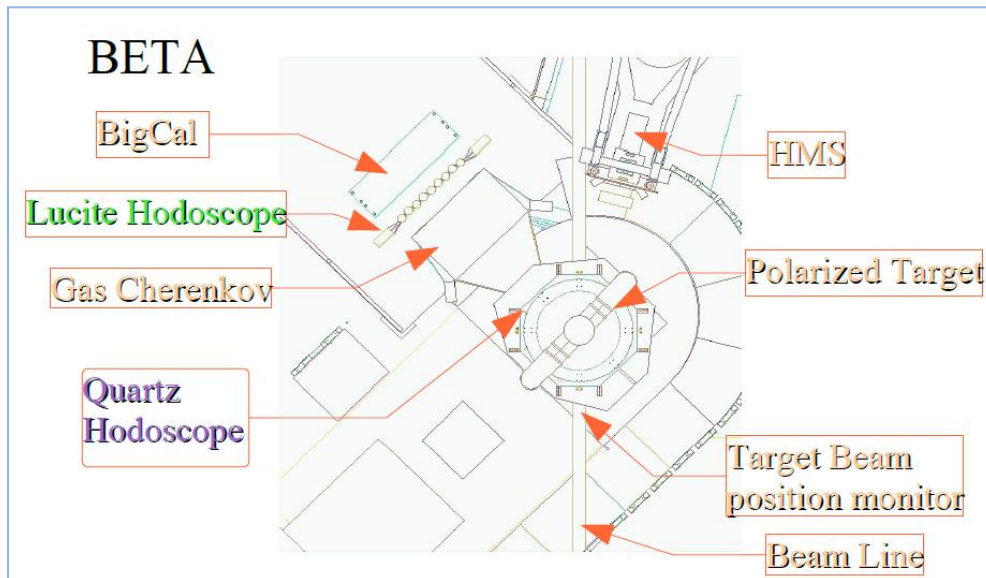 BETA
BigCal
HMS
Lucite Hodoscope
Gas Cherenkov
Polarized Target
Quartz
Hodoscope
Target Beam
position monitor
Beam Line